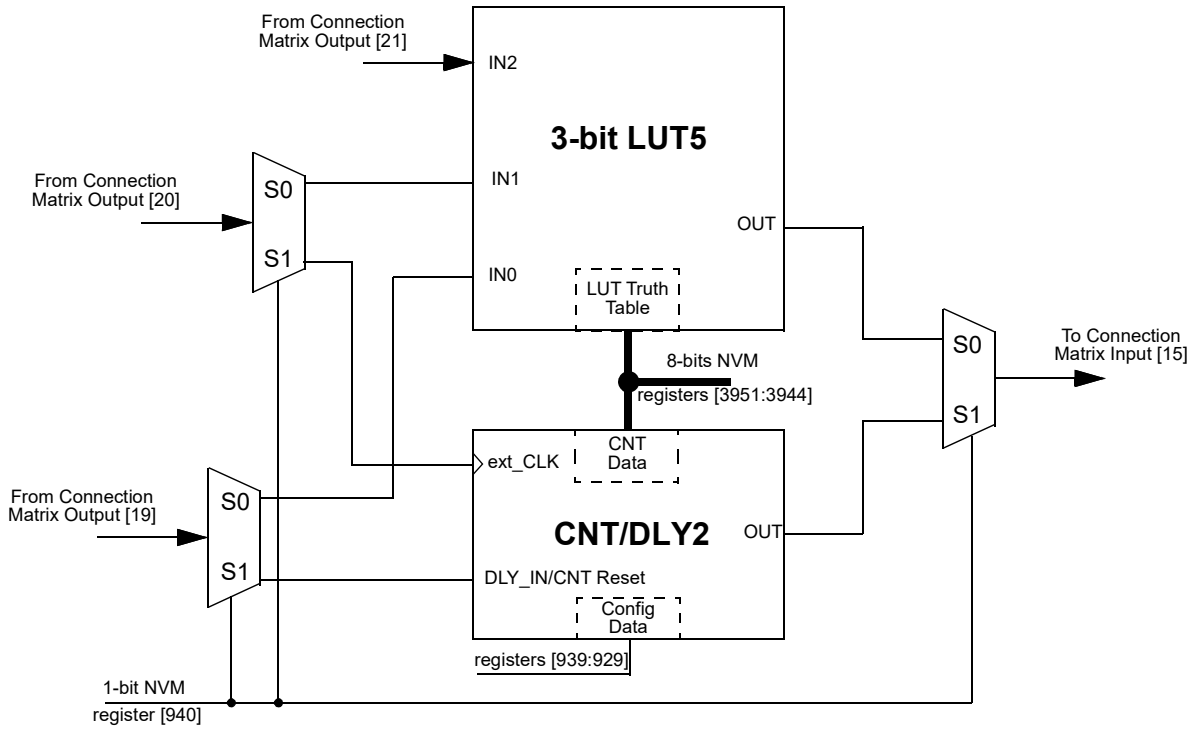 From Connection
Matrix Output [21]
IN2
3-bit LUT5
From Connection
Matrix Output [20]
S0
S1
IN1
IN0
OUT
LUT Truth
Table
8-bits NVM
registers [3951:3944]
S0
S1
To Connection
Matrix Input [15]
CNT
Data
ext_CLK
From Connection
Matrix Output [19]
S0
S1
CNT/DLY2
OUT
DLY_IN/CNT Reset
Config
Data
registers [939:929]
1-bit NVM
register [940]